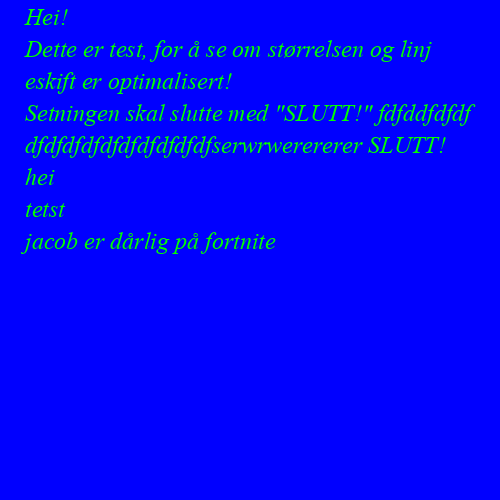 Hei!
Dette er test, for å se om størrelsen og linj
eskift er optimalisert!
Setningen skal slutte med "SLUTT!" fdfddfdfdf
dfdfdfdfdfdfdfdfdfdfserwrwerererer SLUTT!
hei
tetst
jacob er dårlig på fortnite